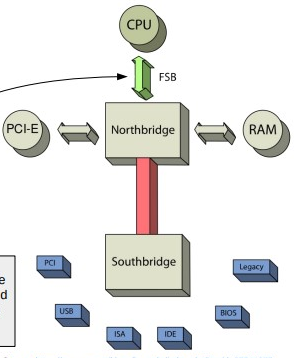 CPU
FSB
PCI-E
Northbridge
RAM
Southbridge
PCI
Legacy
USB
BIOS
ISA
IDE